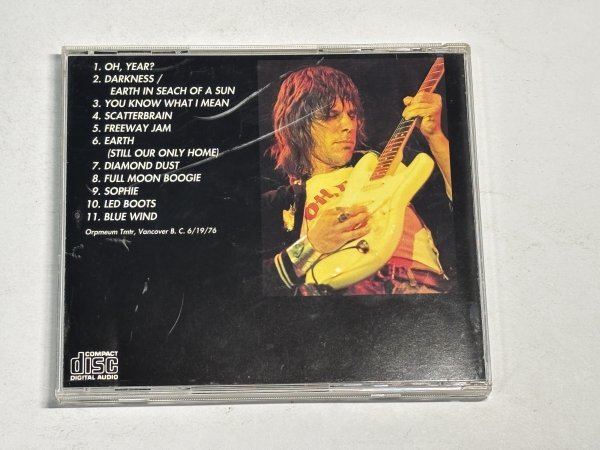 1. OH, YEAR?
2. DARKNESS /
EARTH IN SEACH OF A SUN
3. YOU KNOW WHAT I MEAN
4. SCATTERBRAIN
5. FREEWAY JAM
6. EARTH
(STILL OUR ONLY HOME)
7. DIAMOND DUST
8. FULL MOON BOOGIE
9. SOPHIE
10. LED BOOTS
11. BLUE WIND
Orpmeum Tmtr, Vancover B. C. 6/19/76
OH,
COMPACT
disc
DIGITAL AUDIO